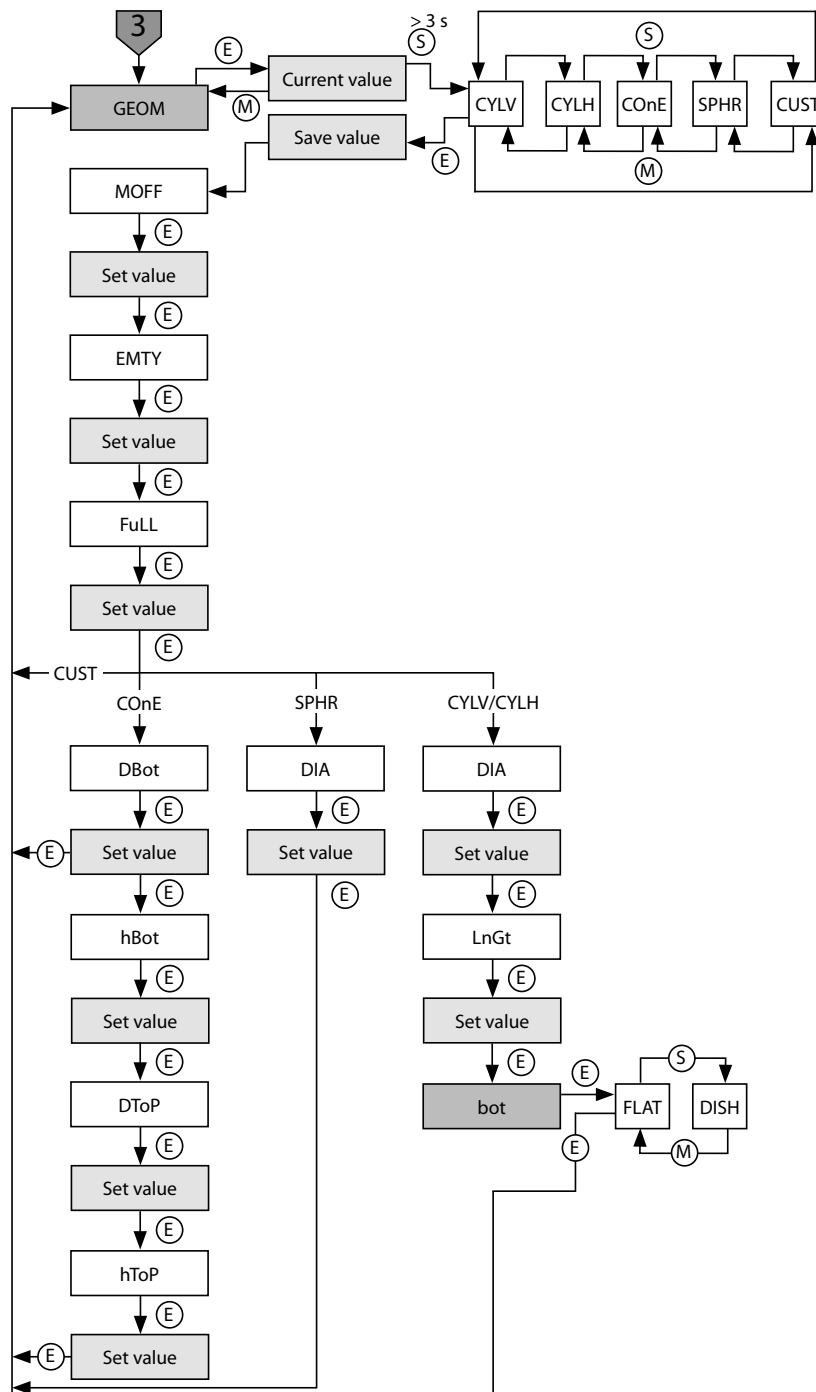 3
> 3 s
E
S
S
Current value
M
GEOM
CYLV
CYLH
COnE
SPHR
CUST
Save value
E
M
MOFF
E
Set value
E
EMTY
E
Set value
E
FuLL
E
Set value
E
CUST
COnE
SPHR
CYLV/CYLH
DBot
DIA
DIA
E
E
E
E
Set value
Set value
Set value
E
E
E
hBot
LnGt
E
E
Set value
Set value
E
E
S
E
DToP
bot
FLAT
DISH
E
E
M
Set value
E
hToP
E
E
Set value